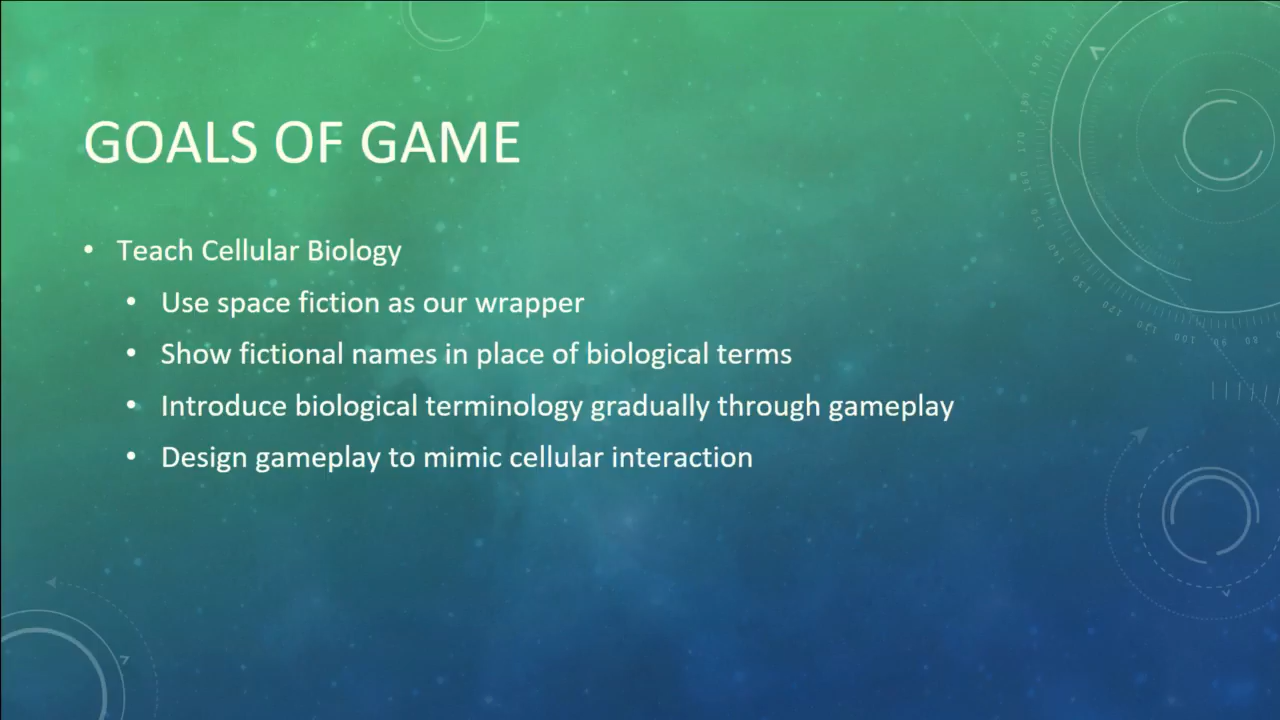 GOALS OF GAME
• Teach Cellular Biology
• Use space fiction as our wrapper
• Show fictional names in place of biological terms
• Introduce biological terminology gradually through gameplay
• Design gameplay to mimic cellular interaction